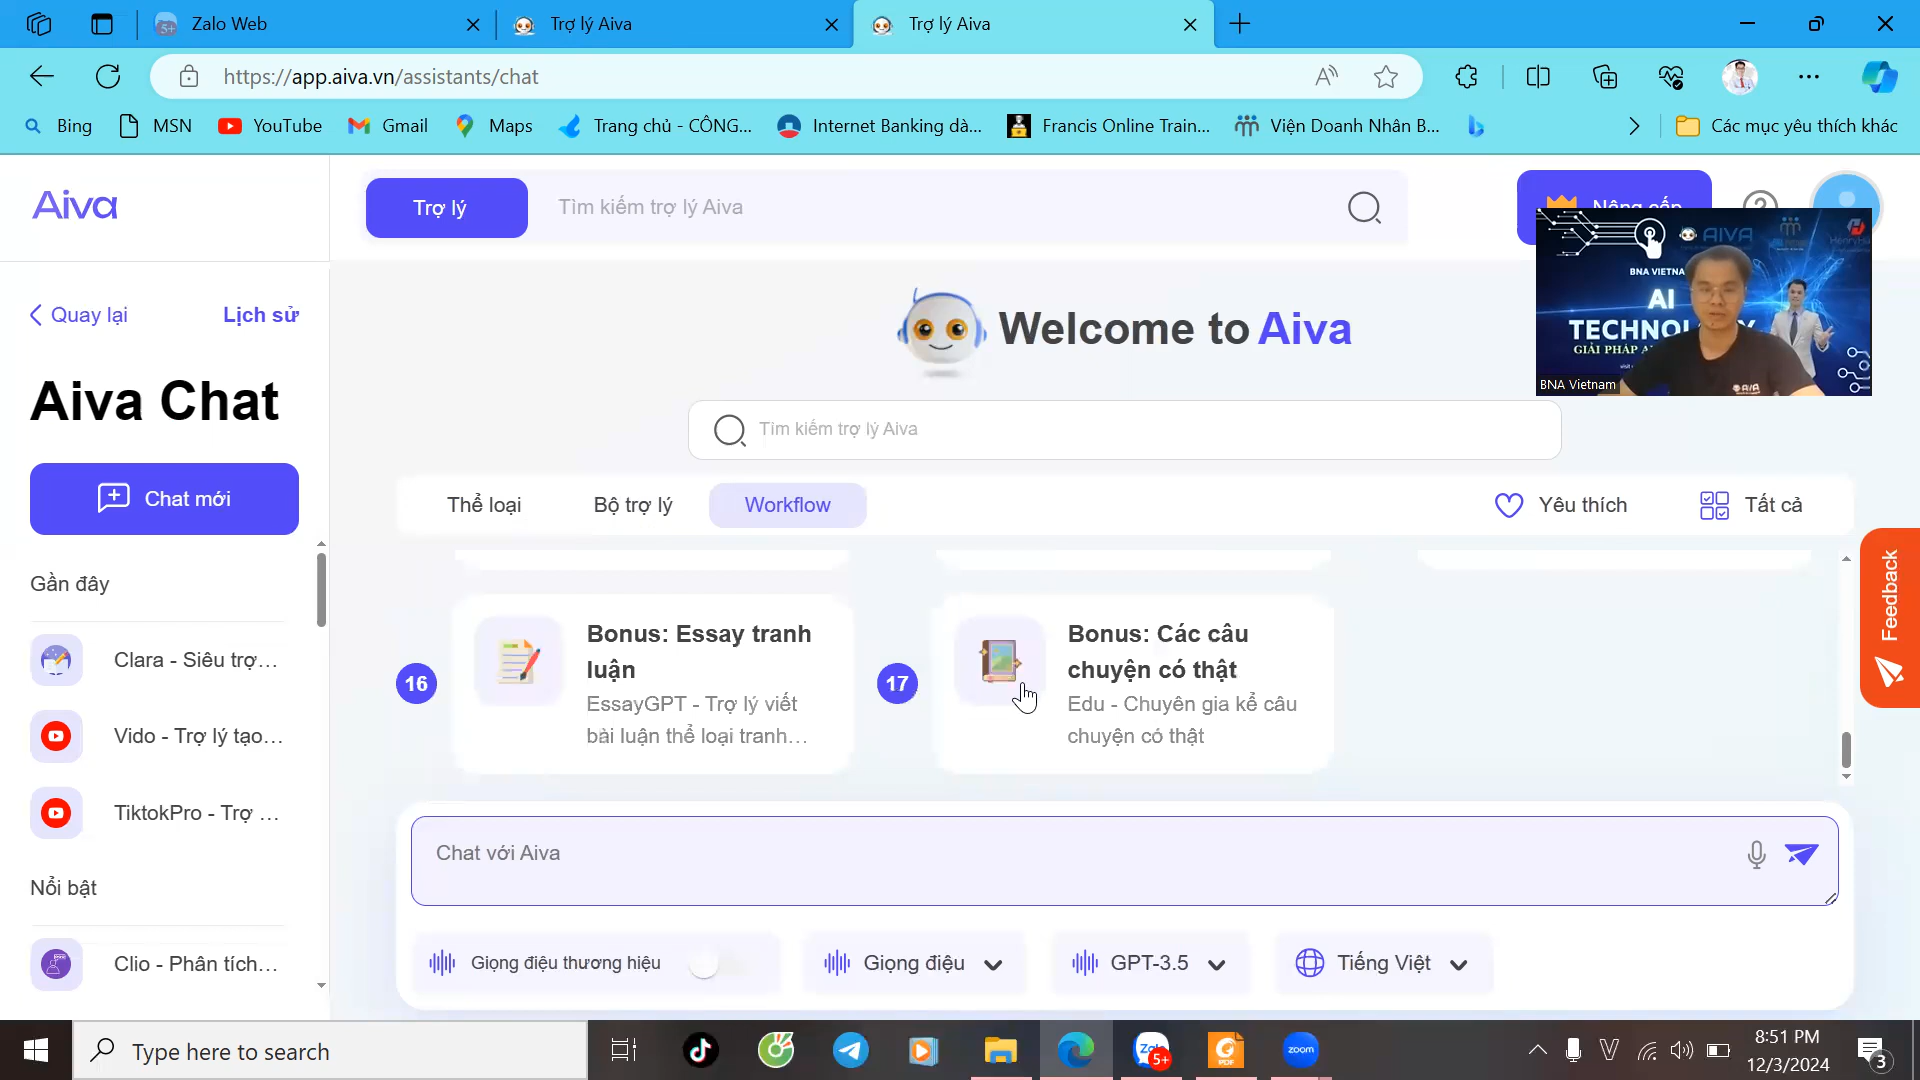 Zalo Web
Trợ lý Aiva
Trợ lý Aiva
https://app.aiva.vn/assistants/chat
Bing
MSN
YouTube
Gmail
Maps
Trang chủ - CÔNG...
Internet Banking dà...
Francis Online Train...
Viện Doanh Nhân B...
Các mục yêu thích khác
Aiva
Trợ lý
Tìm kiếm trợ lý Aiva
Nâng cấp
Quay lại
Lịch sử
Aiva Chat
Chat mới
Gần đây
Clara - Siêu trợ...
Vido - Trợ lý tạo...
TiktokPro - Trợ ...
Nổi bật
Clio - Phân tích...
Welcome to Aiva
Tìm kiếm trợ lý Aiva
AIVA
BNA VIETNA
AI
TECHNOL
GIẢI PHÁP A
BNA Vietnam
Thể loại
Bộ trợ lý
Workflow
Yêu thích
Tất cả
16
Bonus: Essay tranh
luận
EssayGPT - Trợ lý viết
bài luận thể loại tranh...
17
Bonus: Các câu
chuyện có thật
Edu - Chuyên gia kể câu
chuyện có thật
Feedback
Chat với Aiva
Giọng điệu thương hiệu
Giọng điệu
GPT-3.5
Tiếng Việt
Type here to search
5+
zoom
8:51 PM
12/3/2024
3